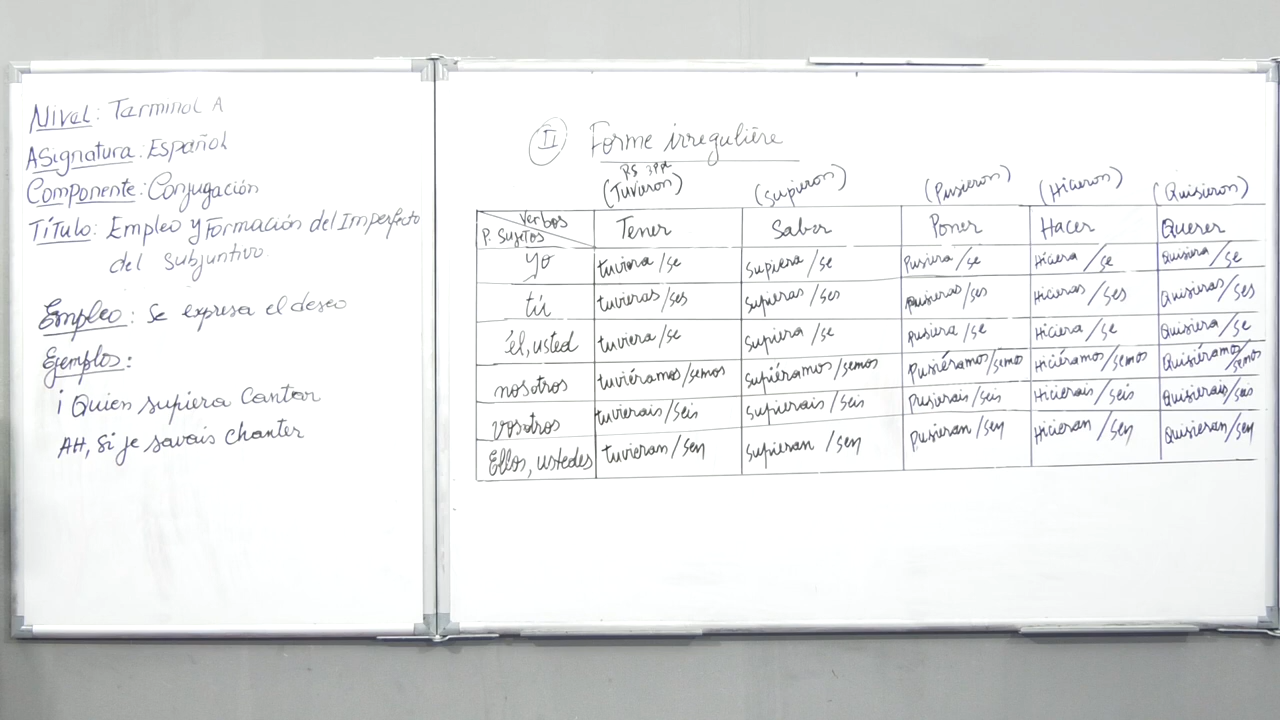 Nivel: Terminal A
Asignatura: Español
Componente: Conjugación
Título: Empleo y Formación del Imperfecto
del subjuntivo.
Empleo: Se expresa el deseo
Ejemplos:
¡ Quien supiera Cantar
AH, Si je savais chanter
II Forme irregulière
PS 3PPl
(Tuvieron) (Supieron) (Pusieron) (Hicieron) (Quisieron)
Verbos
P. Sujetos Tener Saber Poner Hacer Querer
Yo tuviera/se supiera/se Pusiera/se Hiciera/se Quisiera/se
tú tuvieras/ses supieras/ses pusieras/ses Hicieras/ses Quisieras/ses
él, usted tuviera/se supiera/se pusiera/se Hiciera/se Quisiera/se
nosotros tuviéramos/semos supiéramos/semos Pusiéramos/semos Hiciéramos/semos Quisiéramos/semos
vosotros tuvierais/seis supierais/seis Pusierais/seis Hicierais/seis Quisierais/seis
Ellos, ustedes tuvieran/sen supieran/sen Pusieran/sen Hicieran/sen Quisieran/sen